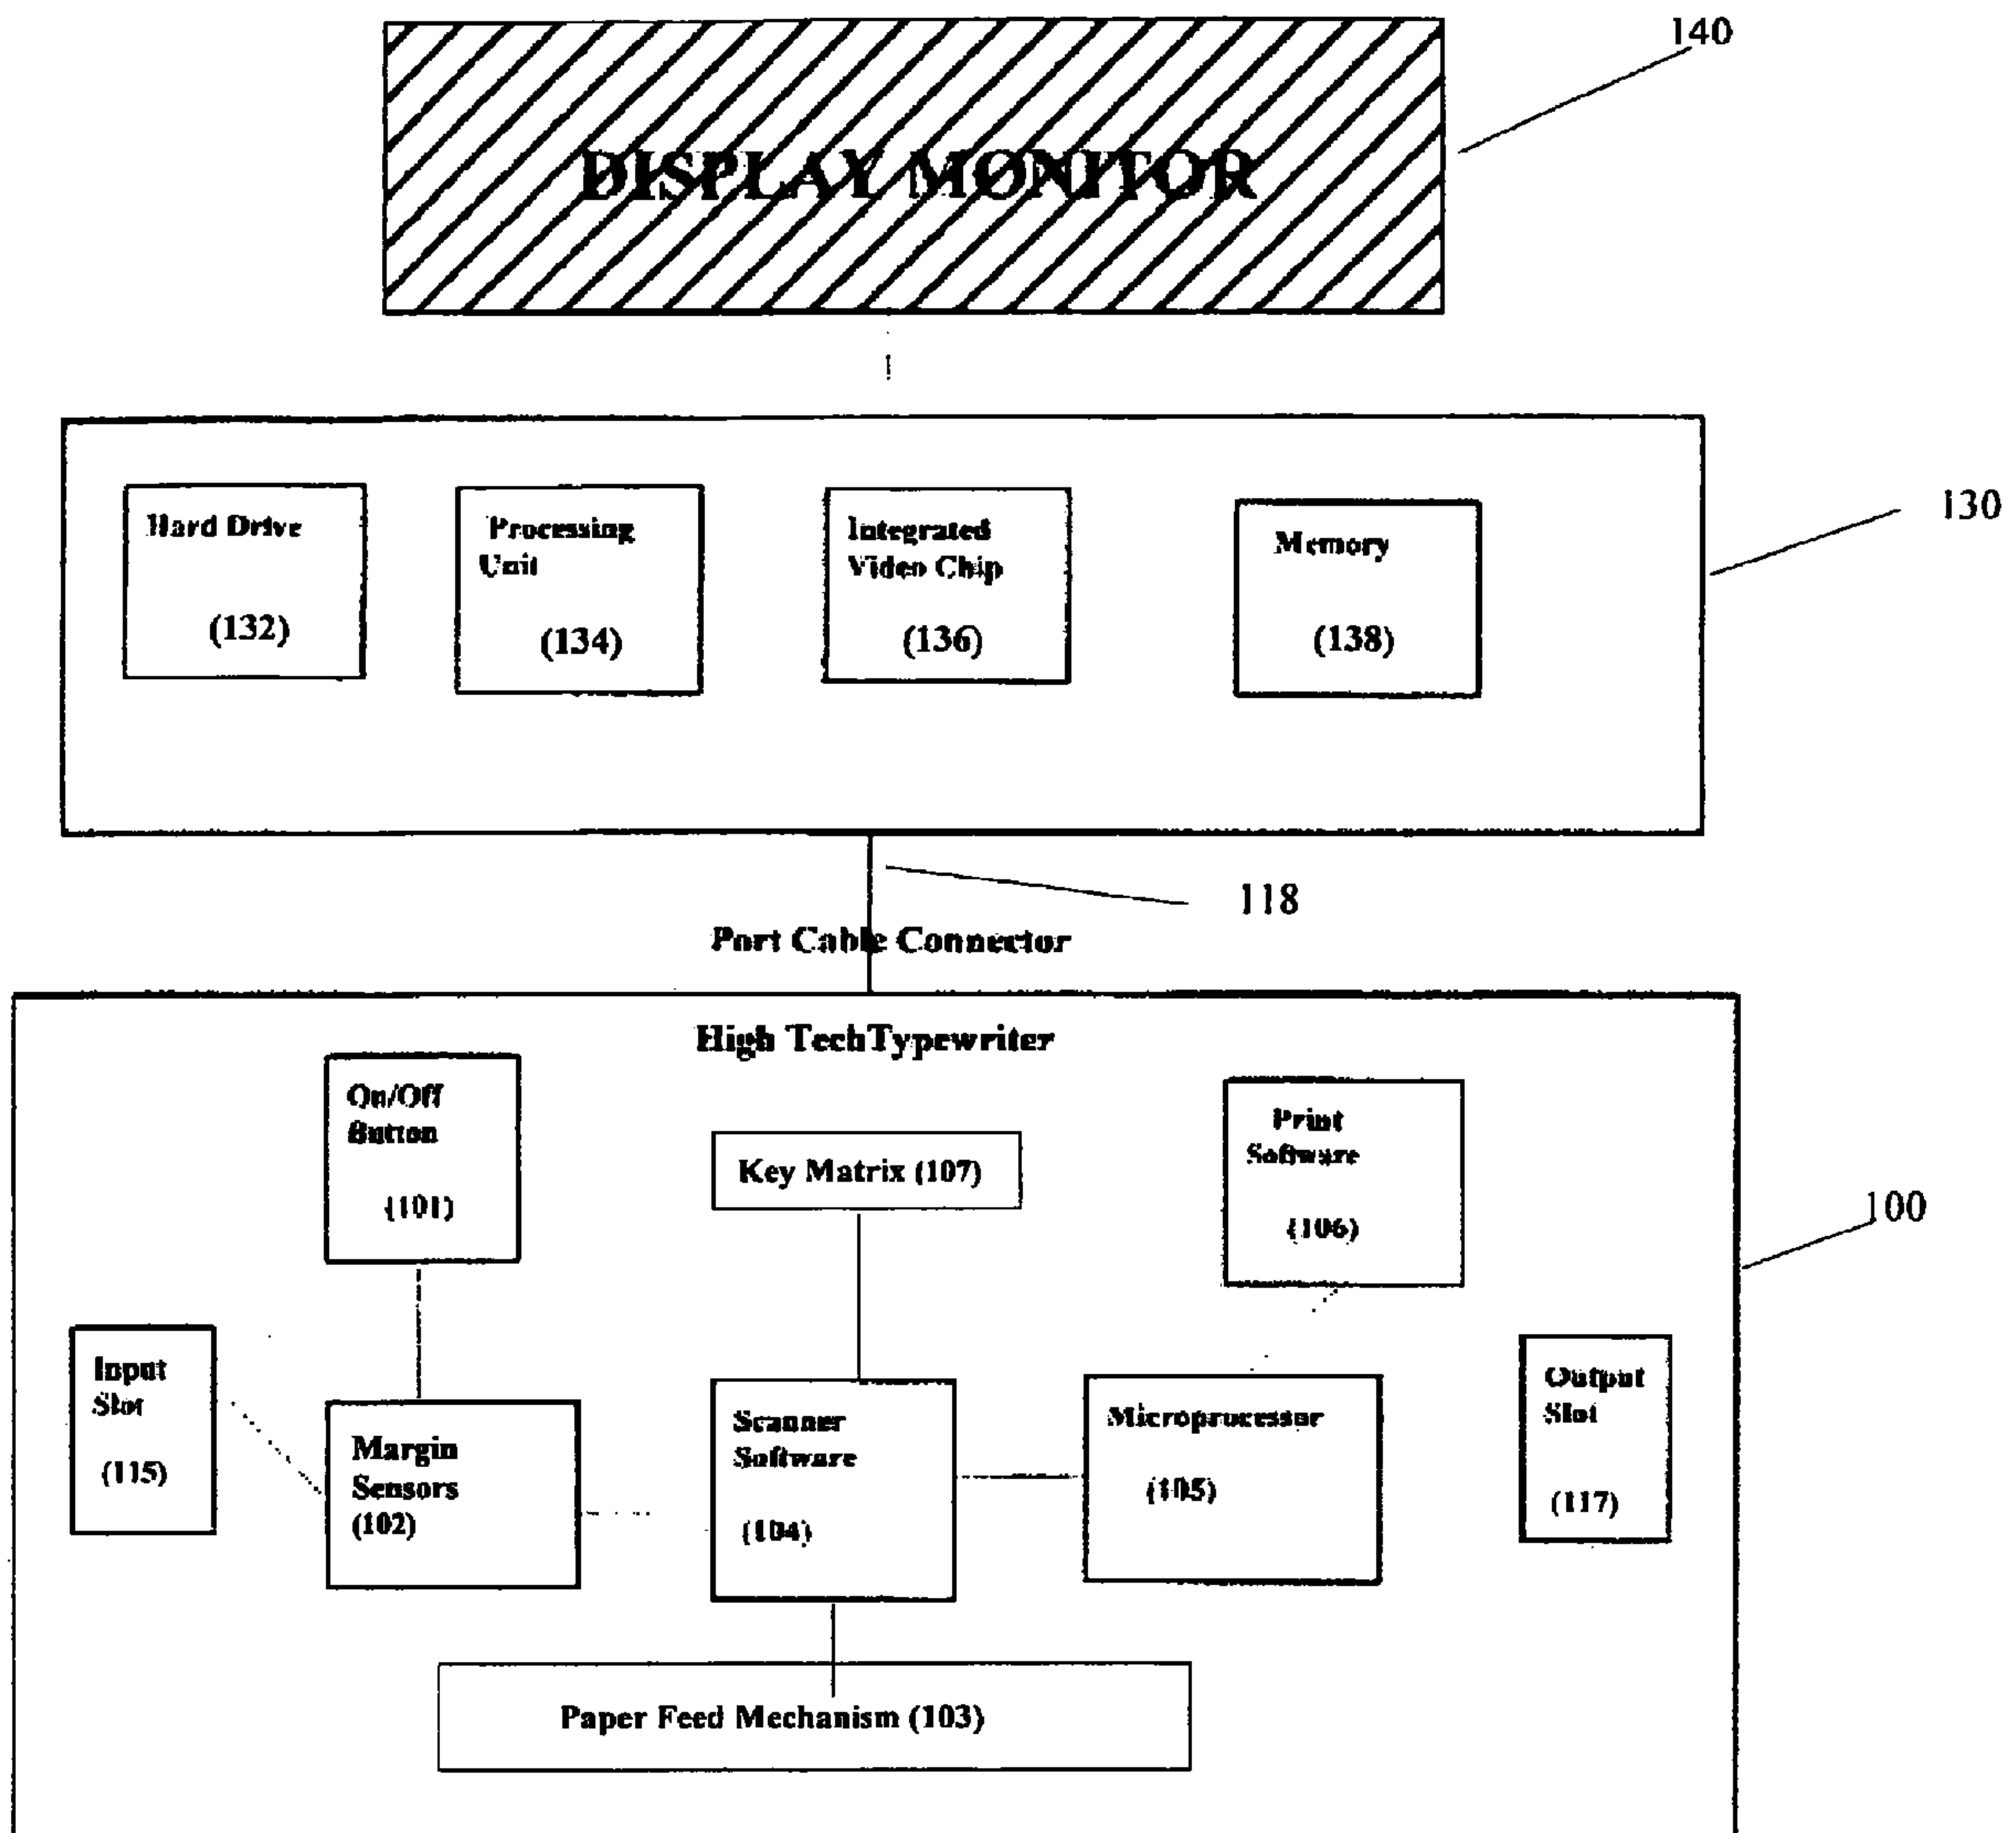 140
DISPLAY MONITOR
130
Hard Drive
(132)
Processing
Unit
(134)
Integrated
Video Chip
(136)
Memory
(138)
118
Port Cable Connector
High TechTypewriter
100
On/Off
Button
(101)
Key Matrix (107)
Print
Software
(106)
Input
Slot
(115)
Margin
Sensors
(102)
Scanner
Software
(104)
Microprocessor
(105)
Output
Slot
(117)
Paper Feed Mechanism (103)